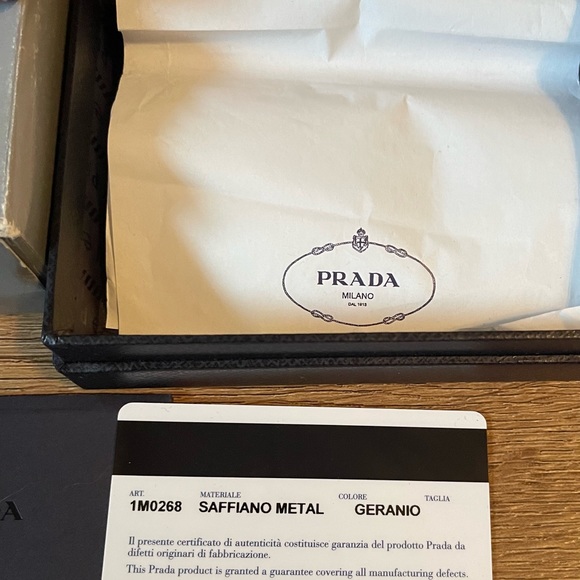 PRADA
MILANO
DAL 1913
A
ART. MATERIALE COLORE TAGLIA
1M0268 SAFFIANO METAL GERANIO
Il presente certificato di autenticità costituisce garanzia del prodotto Prada da
difetti originari di fabbricazione.
This Prada product is granted a guarantee covering all manufacturing defects.